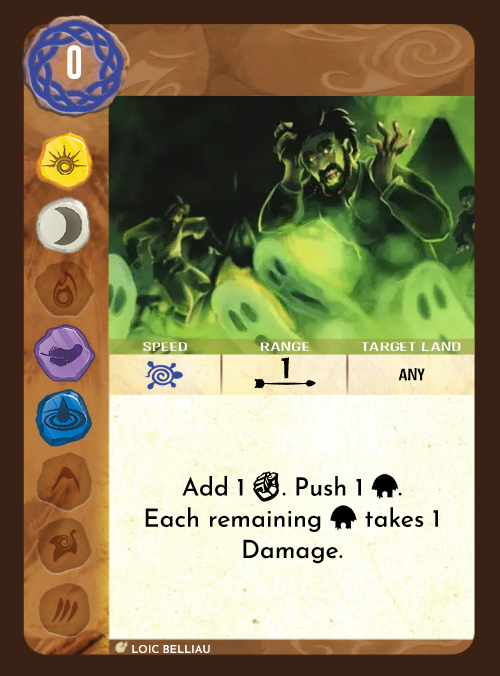 0
SPEED RANGE TARGET LAND
1 ANY
Add 1 . Push 1 .
Each remaining takes 1
Damage.
LOIC BELLIAU